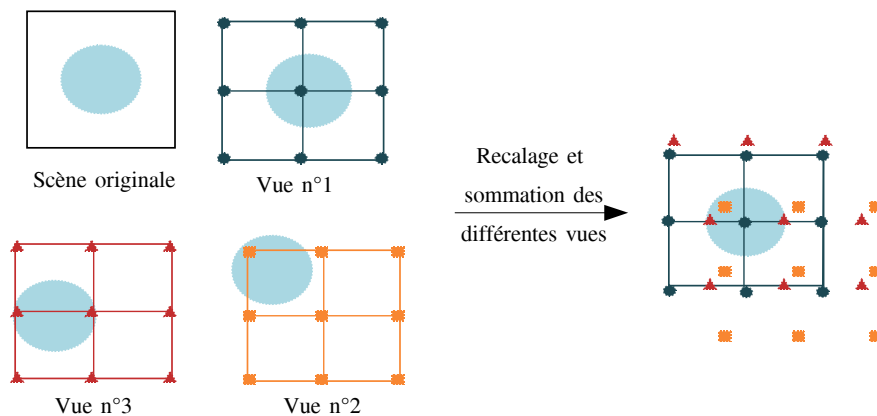 Scène originale
Vue n°1
Recalage et
sommation des
différentes vues
Vue n°3
Vue n°2